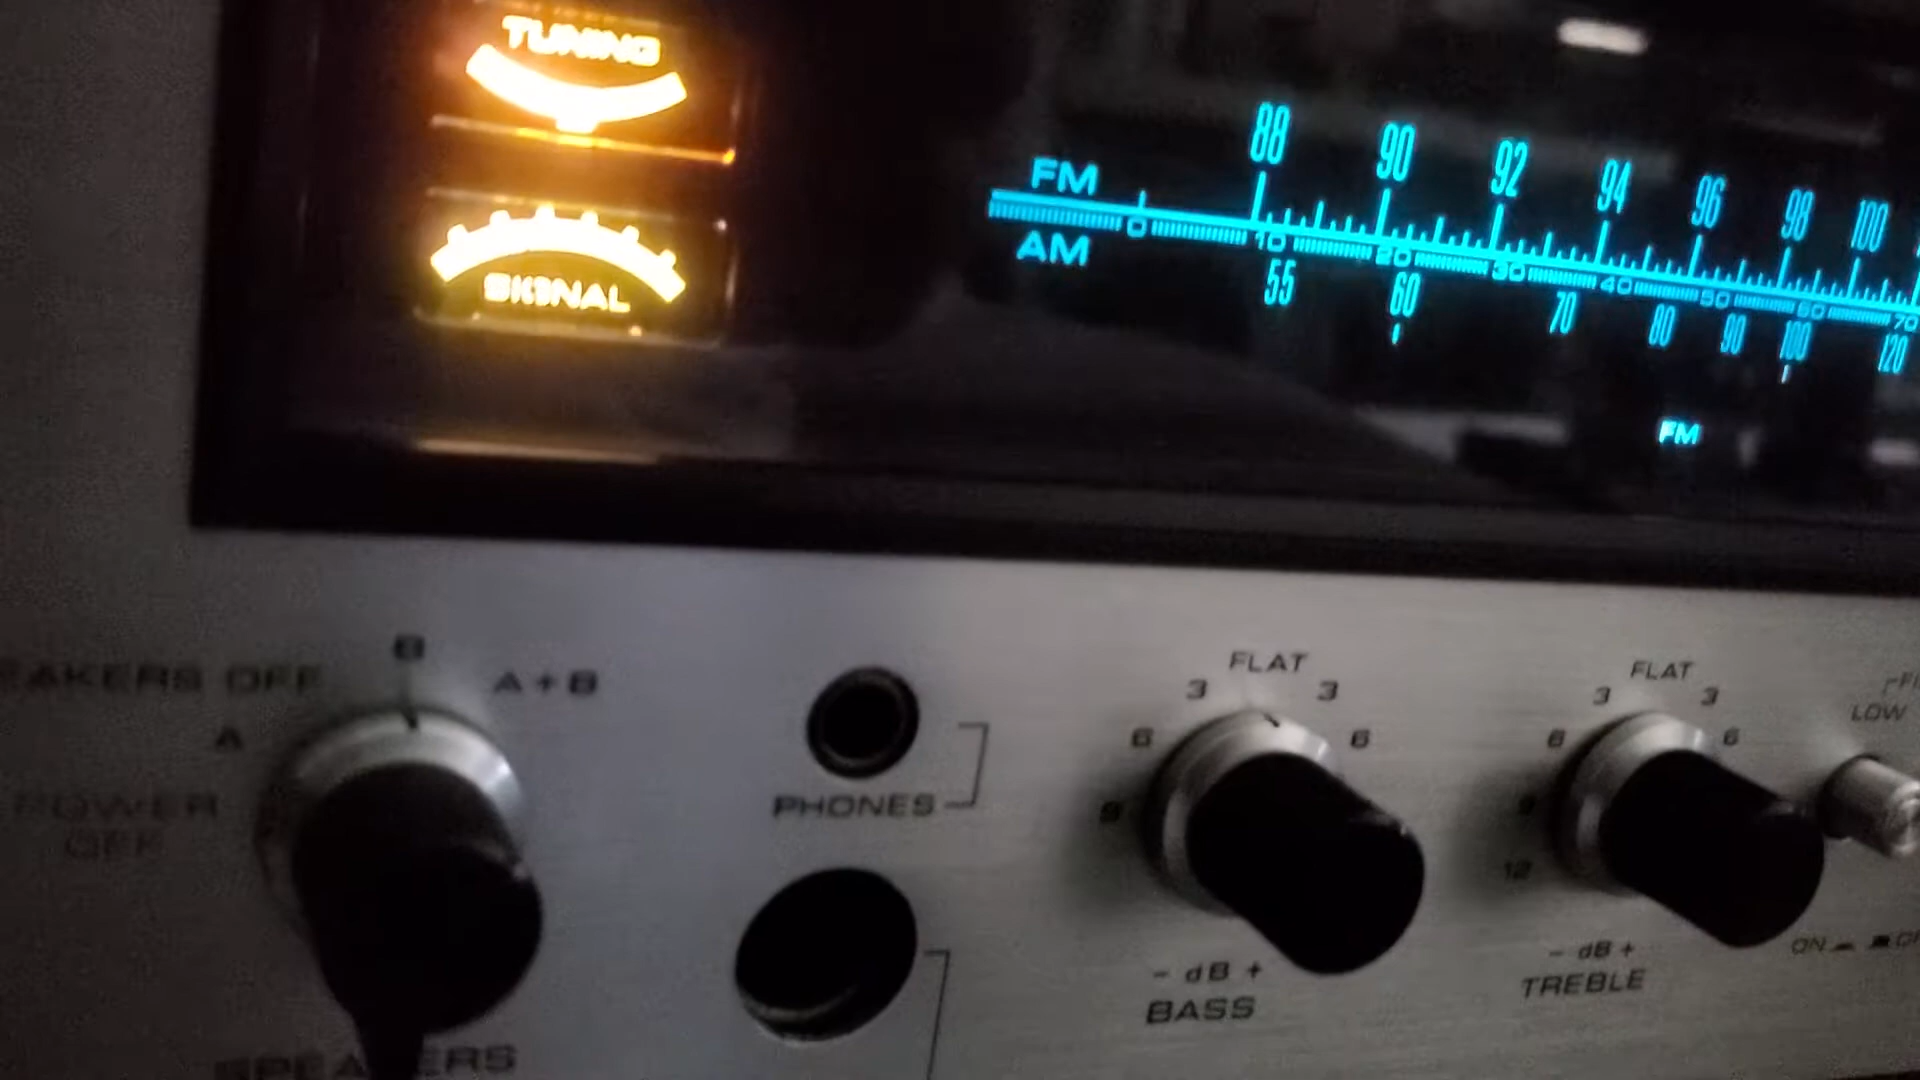 TUNING
SIGNAL
88 90 92 94 96 98 100
FM
0 10 20 30 40 50 60 70
AM
55 60 70 80 90 100 120
FM
SPEAKERS OFF
A
B
A+B
POWER
OFF
SPEAKERS
PHONES
FLAT
3 3
6 6
9
- dB +
BASS
FLAT
3 3
6 6
9
12
- dB +
TREBLE
LOW
ON